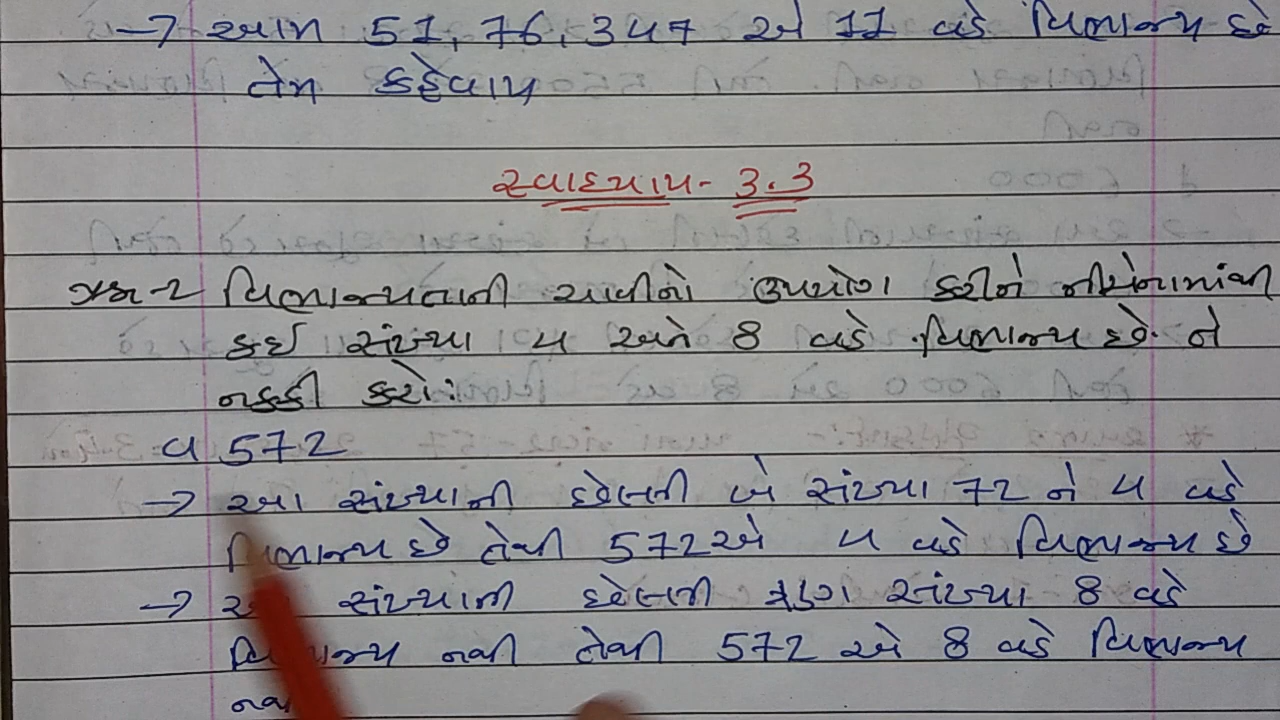 → આમ 51,76,347 એ 11 વડે વિભાજ્ય છે
તેમ કહેવાય
સ્વાધ્યાય- 3.3
પ્રશ્ન-2 વિભાજ્યતાની ચાવીનો ઉપયોગ કરીને નીચેનામાંથી
કઈ સંખ્યા 4 અને 8 વડે વિભાજ્ય છે તે
નક્કી કરો:
572
→ આ સંખ્યાની છેલ્લી બે સંખ્યા 72 ને 4 વડે
વિભાજ્ય છે તેથી 572 એ 4 વડે વિભાજ્ય છે
→ આ સંખ્યાની છેલ્લી ત્રણ સંખ્યા 8 વડે
વિભાજ્ય નથી તેથી 572 એ 8 વડે વિભાજ્ય